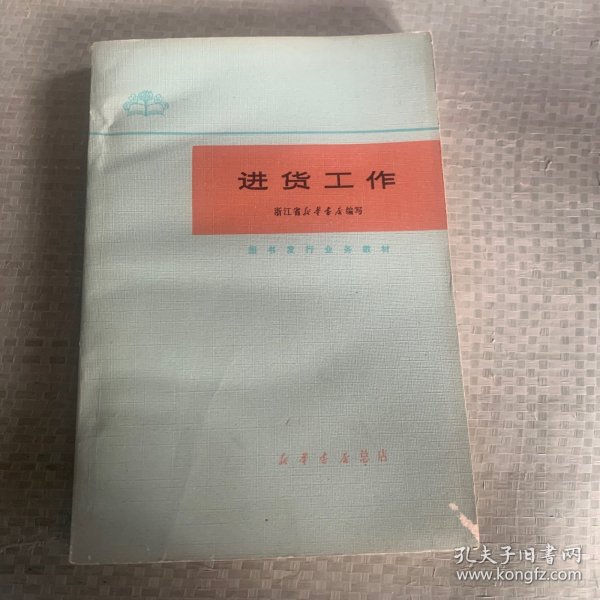 进货工作
浙江省新华书店编写
图书发行业务教材
新华书店总店
孔夫子旧书网
www.kongfz.com